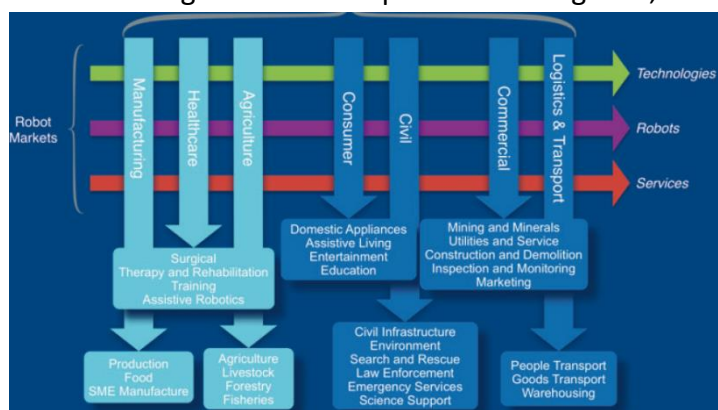 Robot
Markets
Manufacturing
Healthcare
Agriculture
Consumer
Civil
Commercial
Logistics & Transport
Technologies
Robots
Services
Surgical
Therapy and Rehabilitation
Training
Assistive Robotics
Domestic Appliances
Assistive Living
Entertainment
Education
Mining and Minerals
Utilities and Service
Construction and Demolition
Inspection and Monitoring
Marketing
Production
Food
SME Manufacture
Agriculture
Livestock
Forestry
Fisheries
Civil Infrastructure
Environment
Search and Rescue
Law Enforcement
Emergency Services
Science Support
People Transport
Goods Transport
Warehousing